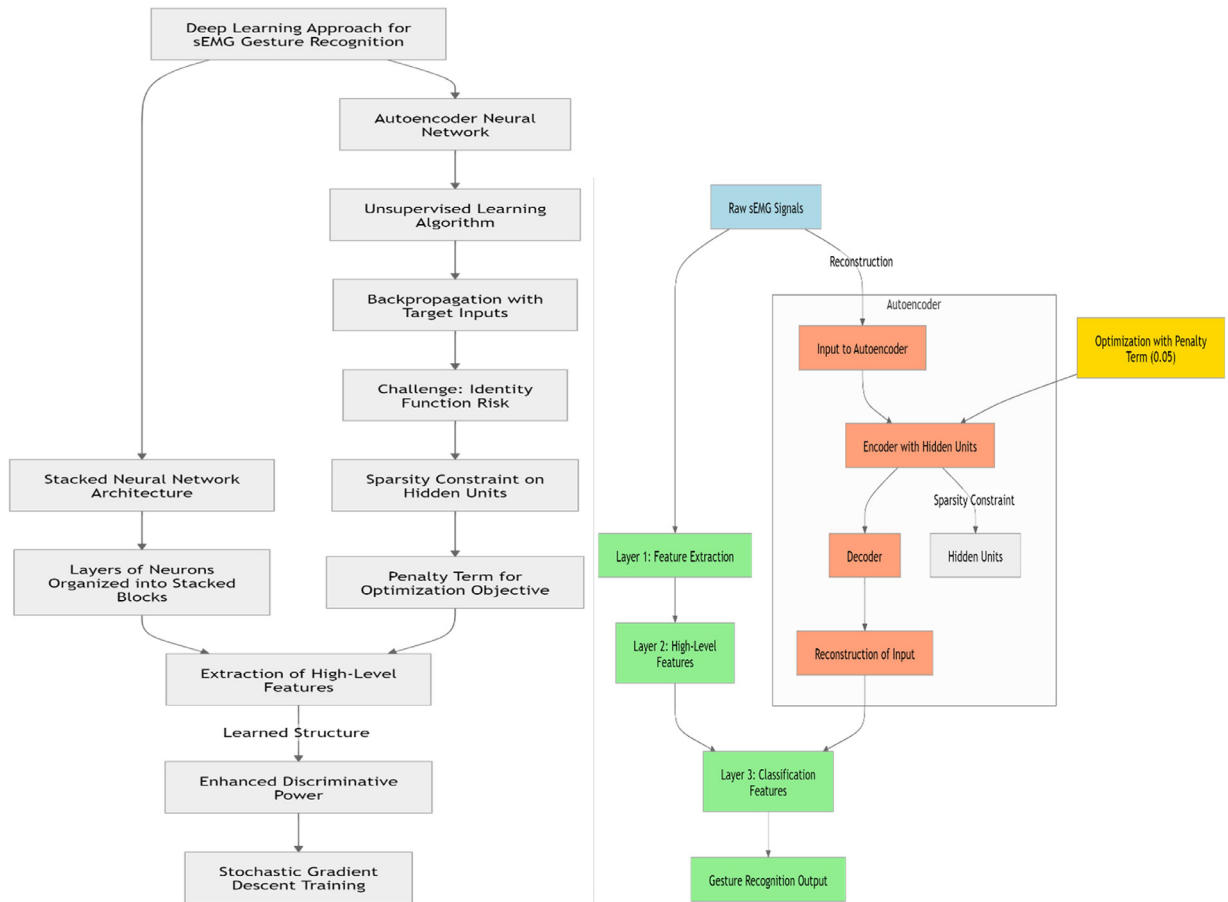 Deep Learning Approach for
sEMG Gesture Recognition
Autoencoder Neural
Network
Unsupervised Learning
Algorithm
Backpropagation with
Target Inputs
Challenge: Identity
Function Risk
Stacked Neural Network
Architecture
Sparsity Constraint on
Hidden Units
Layers of Neurons
Organized into Stacked
Blocks
Penalty Term for
Optimization Objective
Extraction of High-Level
Features
Learned Structure
Enhanced Discriminative
Power
Stochastic Gradient
Descent Training
Raw sEMG Signals
Reconstruction
Autoencoder
Input to Autoencoder
Optimization with Penalty
Term (0.05)
Encoder with Hidden Units
Sparsity Constraint
Layer 1: Feature Extraction
Decoder
Hidden Units
Layer 2: High-Level
Features
Reconstruction of Input
Layer 3: Classification
Features
Gesture Recognition Output